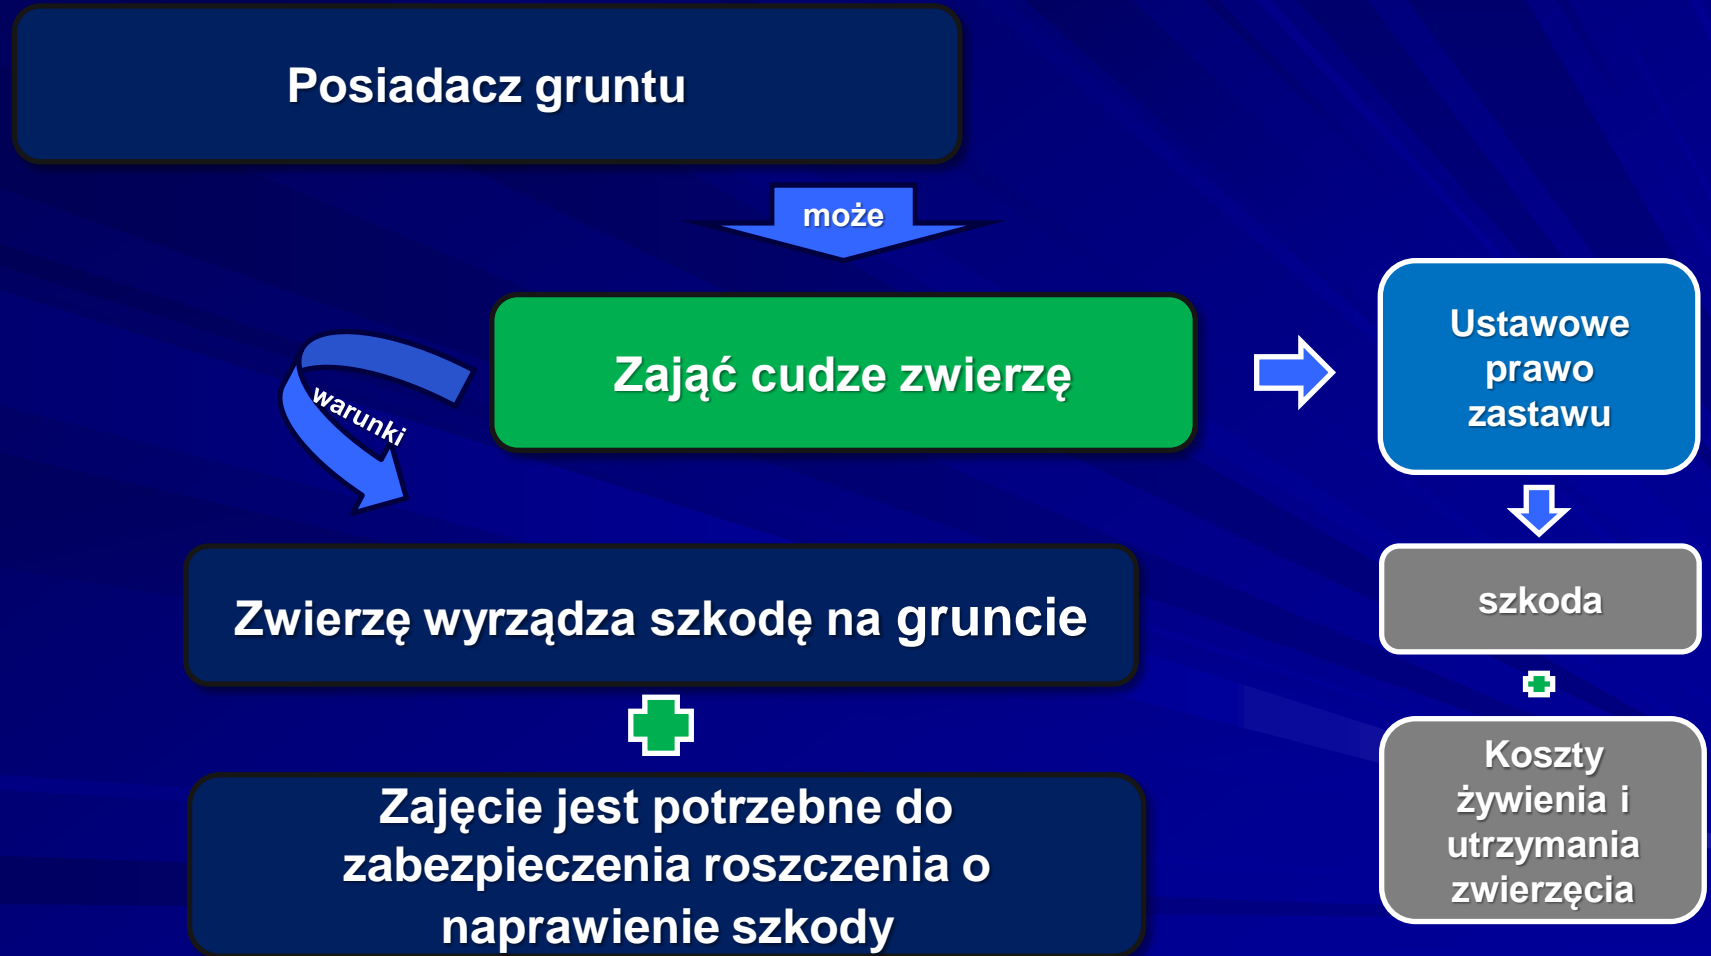 Posiadacz gruntu
może
Zająć cudze zwierzę
warunki
Zwierzę wyrządza szkodę na gruncie
Zajęcie jest potrzebne do
zabezpieczenia roszczenia o
naprawienie szkody
Ustawowe
prawo
zastawu
szkoda
Koszty
żywienia i
utrzymania
zwierzęcia